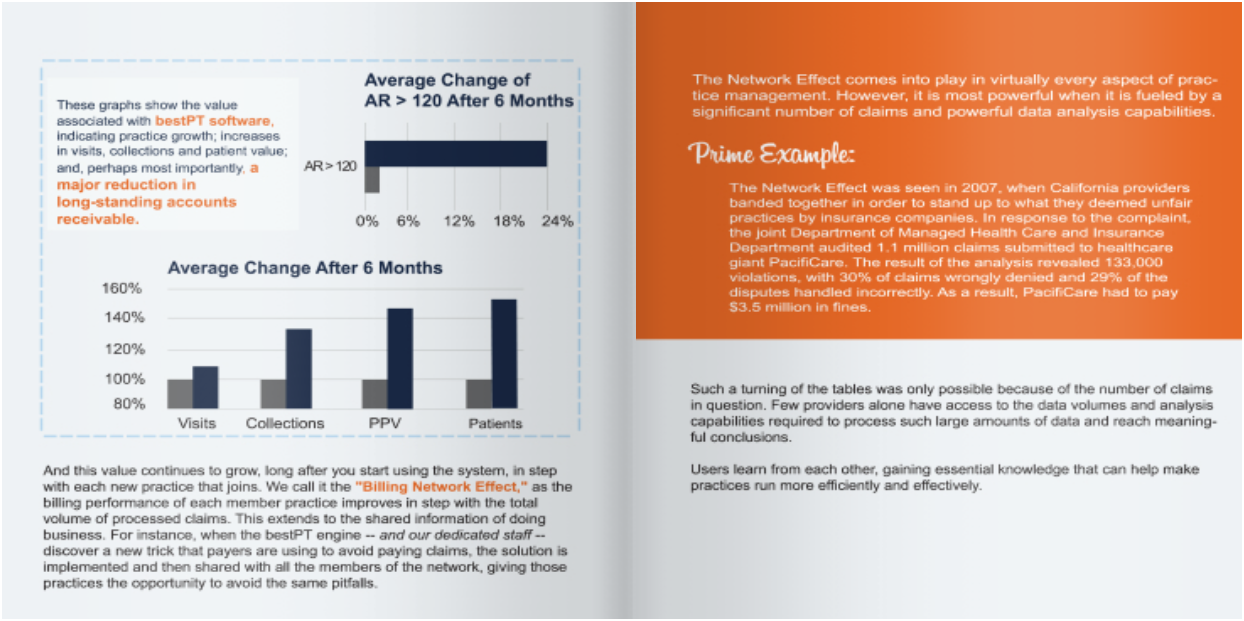 These graphs show the value
associated with bestPT software,
indicating practice growth; increases
in visits, collections and patient value;
and, perhaps most importantly, a
major reduction in
long-standing accounts
receivable.
Average Change of
AR > 120 After 6 Months
AR > 120
0% 6% 12% 18% 24%
Average Change After 6 Months
160%
140%
120%
100%
80%
Visits Collections PPV Patients
And this value continues to grow, long after you start using the system, in step
with each new practice that joins. We call it the "Billing Network Effect," as the
billing performance of each member practice improves in step with the total
volume of processed claims. This extends to the shared information of doing
business. For instance, when the bestPT engine -- and our dedicated staff --
discover a new trick that payers are using to avoid paying claims, the solution is
implemented and then shared with all the members of the network, giving those
practices the opportunity to avoid the same pitfalls.
The Network Effect comes into play in virtually every aspect of prac-
tice management. However, it is most powerful when it is fueled by a
significant number of claims and powerful data analysis capabilities.
Prime Example:
The Network Effect was seen in 2007, when California providers
banded together in order to stand up to what they deemed unfair
practices by insurance companies. In response to the complaint,
the joint Department of Managed Health Care and Insurance
Department audited 1.1 million claims submitted to healthcare
giant PacifiCare. The result of the analysis revealed 133,000
violations, with 30% of claims wrongly denied and 29% of the
disputes handled incorrectly. As a result, PacifiCare had to pay
$3.5 million in fines.
Such a turning of the tables was only possible because of the number of claims
in question. Few providers alone have access to the data volumes and analysis
capabilities required to process such large amounts of data and reach meaning-
ful conclusions.
Users learn from each other, gaining essential knowledge that can help make
practices run more efficiently and effectively.